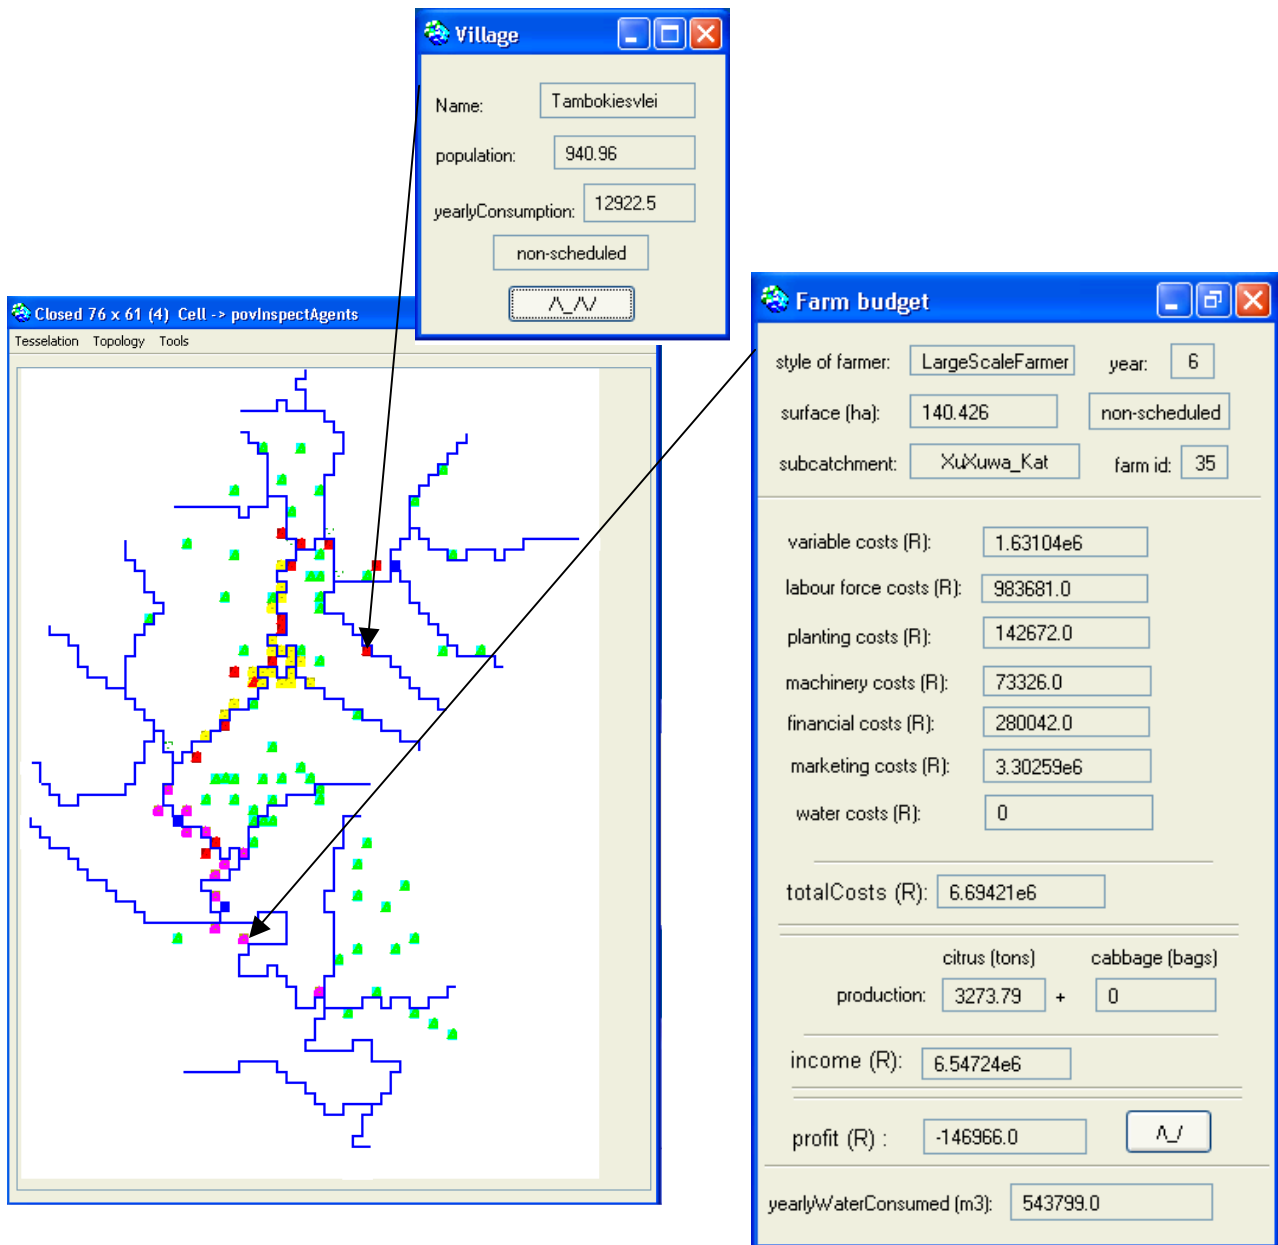 Village
Name: Tambokiesvlei
population: 940.96
yearlyConsumption: 12922.5
non-scheduled
/\_/\/
Closed 76 x 61 (4) Cell -> povInspectAgents
Tesselation Topology Tools
Farm budget
style of farmer: LargeScaleFarmer year: 6
surface (ha): 140.426 non-scheduled
subcatchment: XuXuwa_Kat farm id: 35
variable costs (R): 1.63104e6
labour force costs (R): 983681.0
planting costs (R): 142672.0
machinery costs (R): 73326.0
financial costs (R): 280042.0
marketing costs (R): 3.30259e6
water costs (R): 0
totalCosts (R): 6.69421e6
citrus (tons) cabbage (bags)
production: 3273.79 + 0
income (R): 6.54724e6
profit (R) : -146966.0 /\_/
yearlyWaterConsumed (m3): 543799.0